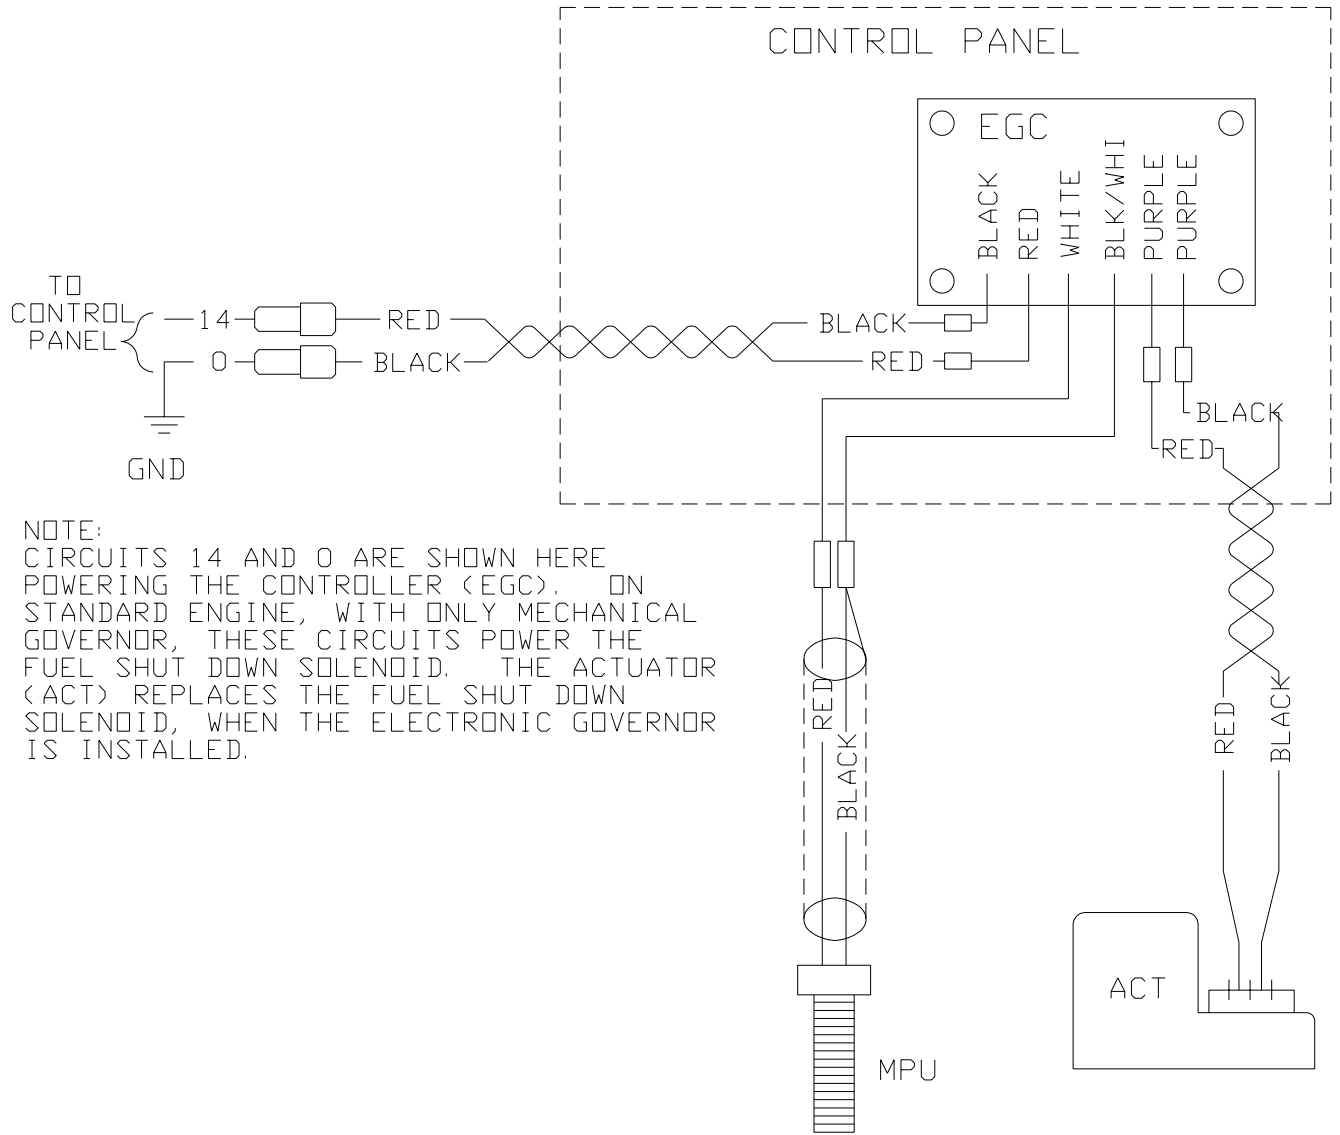 CONTROL PANEL
EGC
BLACK
RED
WHITE
BLK/WHI
PURPLE
PURPLE
TO
CONTROL
PANEL
14
RED
BLACK
0
BLACK
RED
BLACK
RED
GND
NOTE:
CIRCUITS 14 AND 0 ARE SHOWN HERE
POWERING THE CONTROLLER (EGC). ON
STANDARD ENGINE, WITH ONLY MECHANICAL
GOVERNOR, THESE CIRCUITS POWER THE
FUEL SHUT DOWN SOLENOID. THE ACTUATOR
(ACT) REPLACES THE FUEL SHUT DOWN
SOLENOID, WHEN THE ELECTRONIC GOVERNOR
IS INSTALLED.
RED
BLACK
RED
BLACK
ACT
MPU